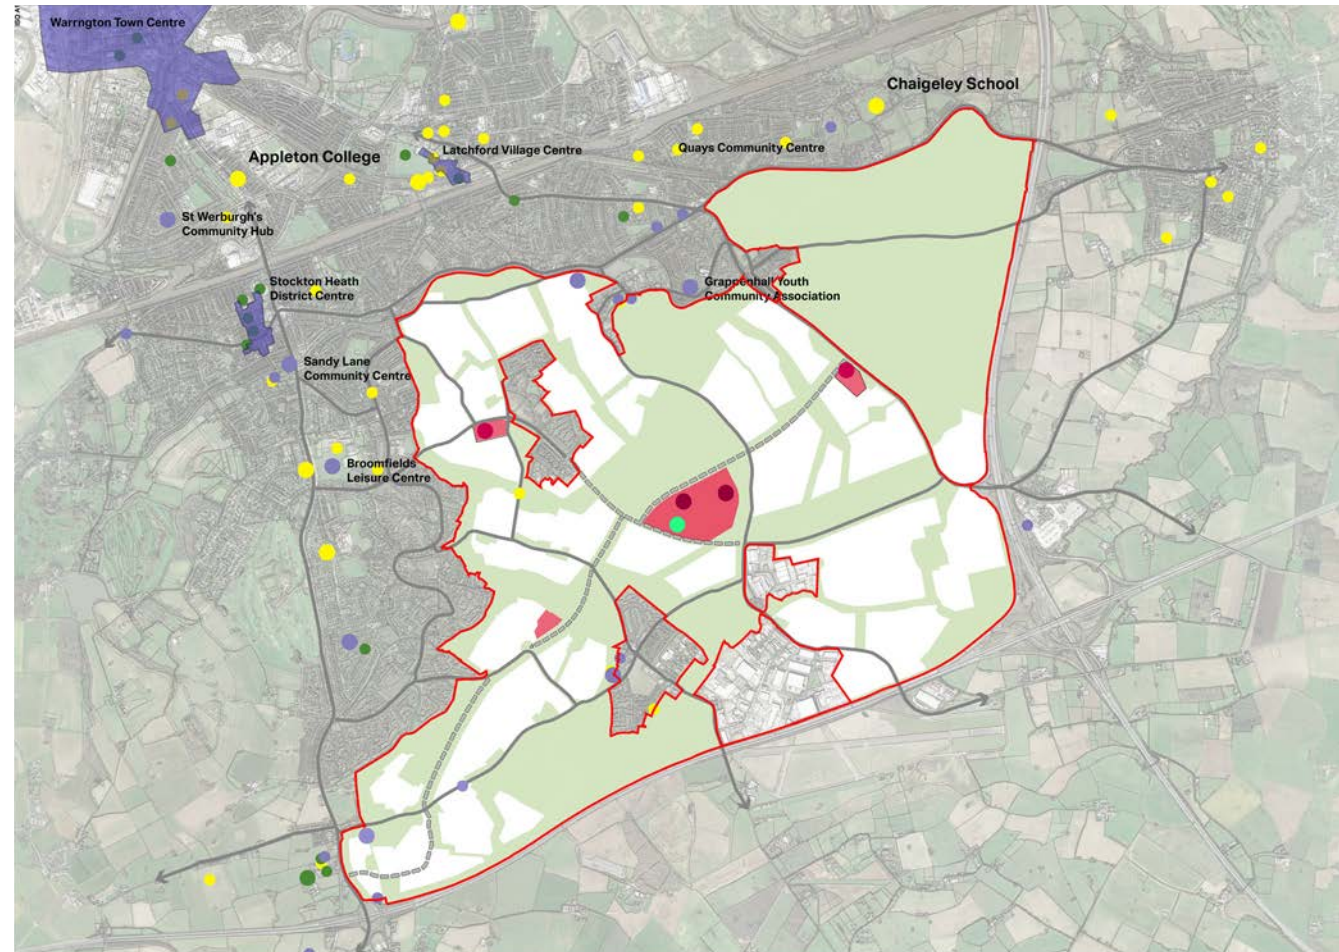 Warrngton Town Centre
Chaigeley School
Appleton College
Latchford Village Centre
Quays Community Centre
St Werburgh's
Community Hub
Stockton Heath
District Centre
Grappenhall Youth
Community Association
Sandy Lane
Community Centre
Broomfields
Leisure Centre